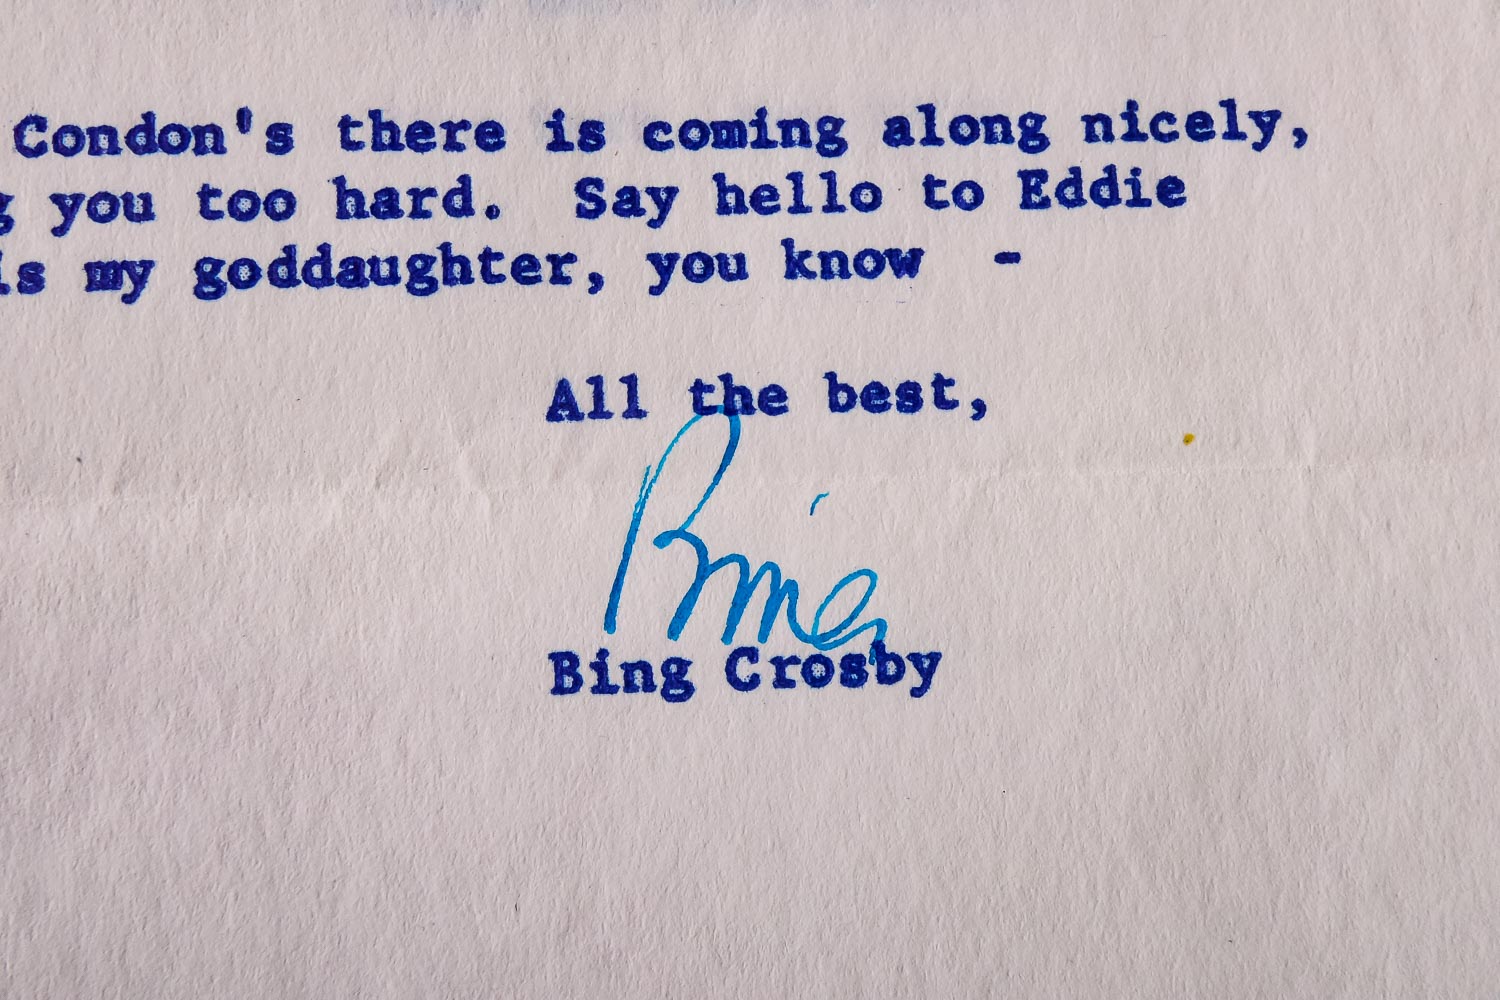 Condon's there is coming along nicely,
g you too hard. Say hello to Eddie
is my goddaughter, you know -
All the best,
Bing
Bing Crosby